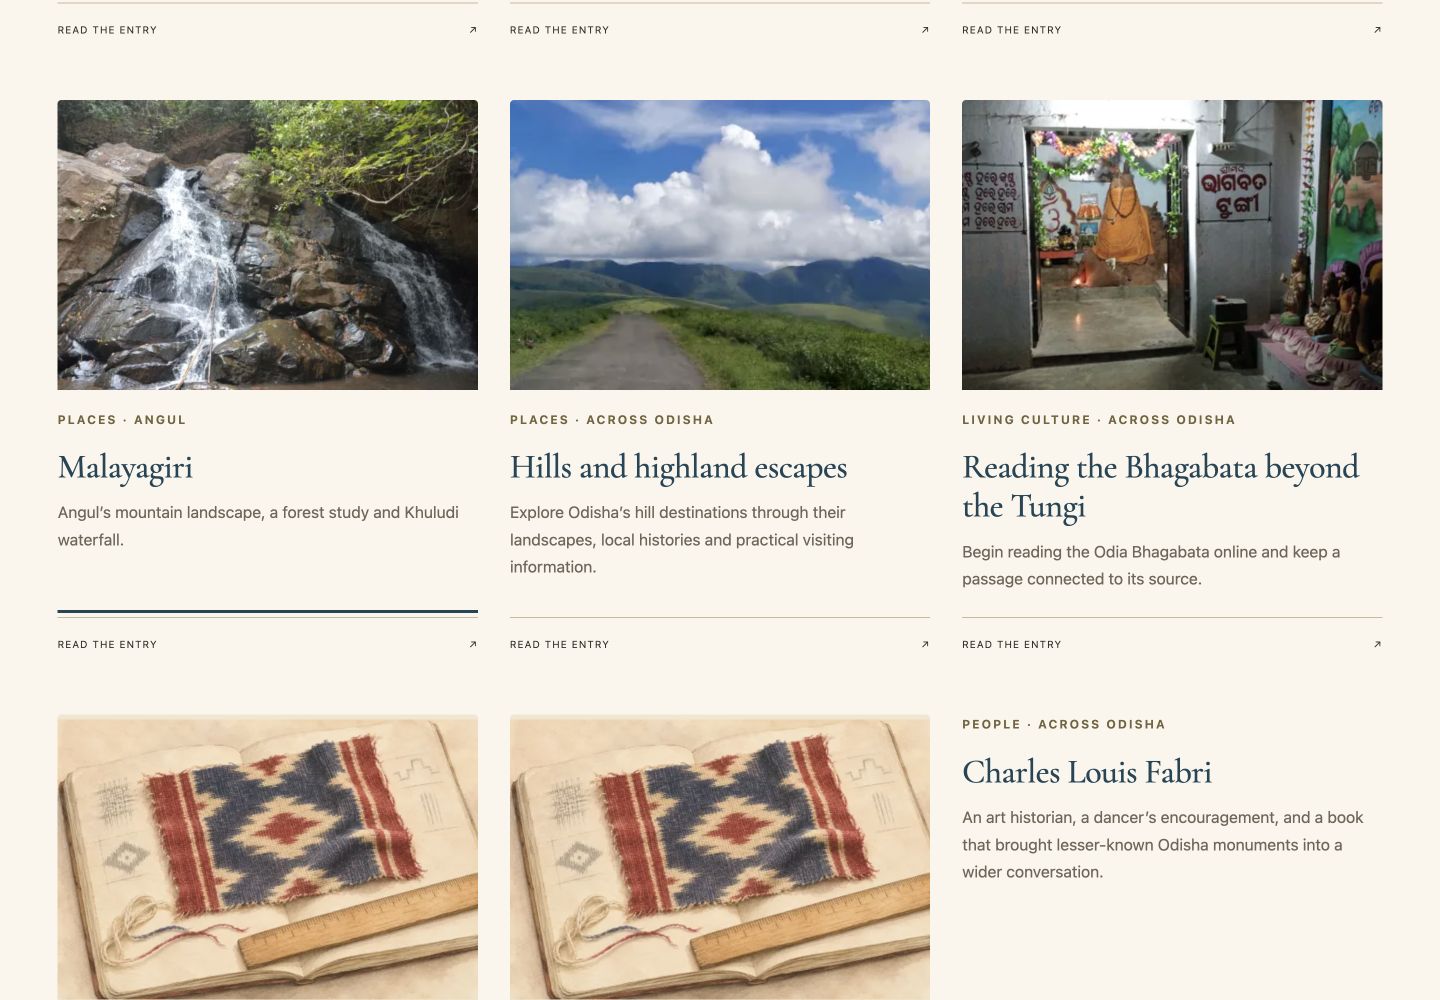 READ THE ENTRY ↗
READ THE ENTRY ↗
READ THE ENTRY ↗
ଶ୍ରୀମଦ୍
ଭାଗବତ
ଟୁଙ୍ଗୀ
PLACES · ANGUL
Malayagiri
Angul’s mountain landscape, a forest study and Khuludi
waterfall.
READ THE ENTRY ↗
PLACES · ACROSS ODISHA
Hills and highland escapes
Explore Odisha’s hill destinations through their
landscapes, local histories and practical visiting
information.
READ THE ENTRY ↗
LIVING CULTURE · ACROSS ODISHA
Reading the Bhagabata beyond
the Tungi
Begin reading the Odia Bhagabata online and keep a
passage connected to its source.
READ THE ENTRY ↗
PEOPLE · ACROSS ODISHA
Charles Louis Fabri
An art historian, a dancer’s encouragement, and a book
that brought lesser-known Odisha monuments into a
wider conversation.